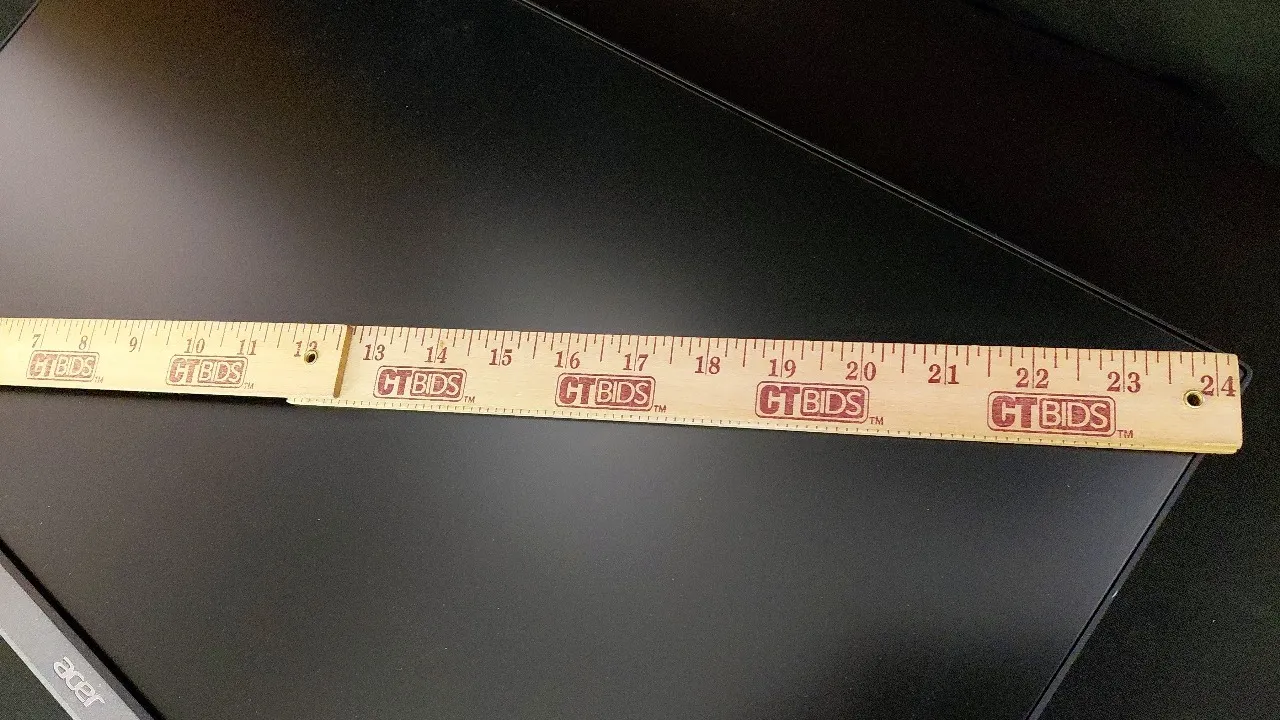 7 8 9 10 11 12 13 14 15 16 17 18 19 20 21 22 23 24
CTBIDS™ CTBIDS™ CTBIDS™ CTBIDS™ CTBIDS™ CTBIDS™
acer